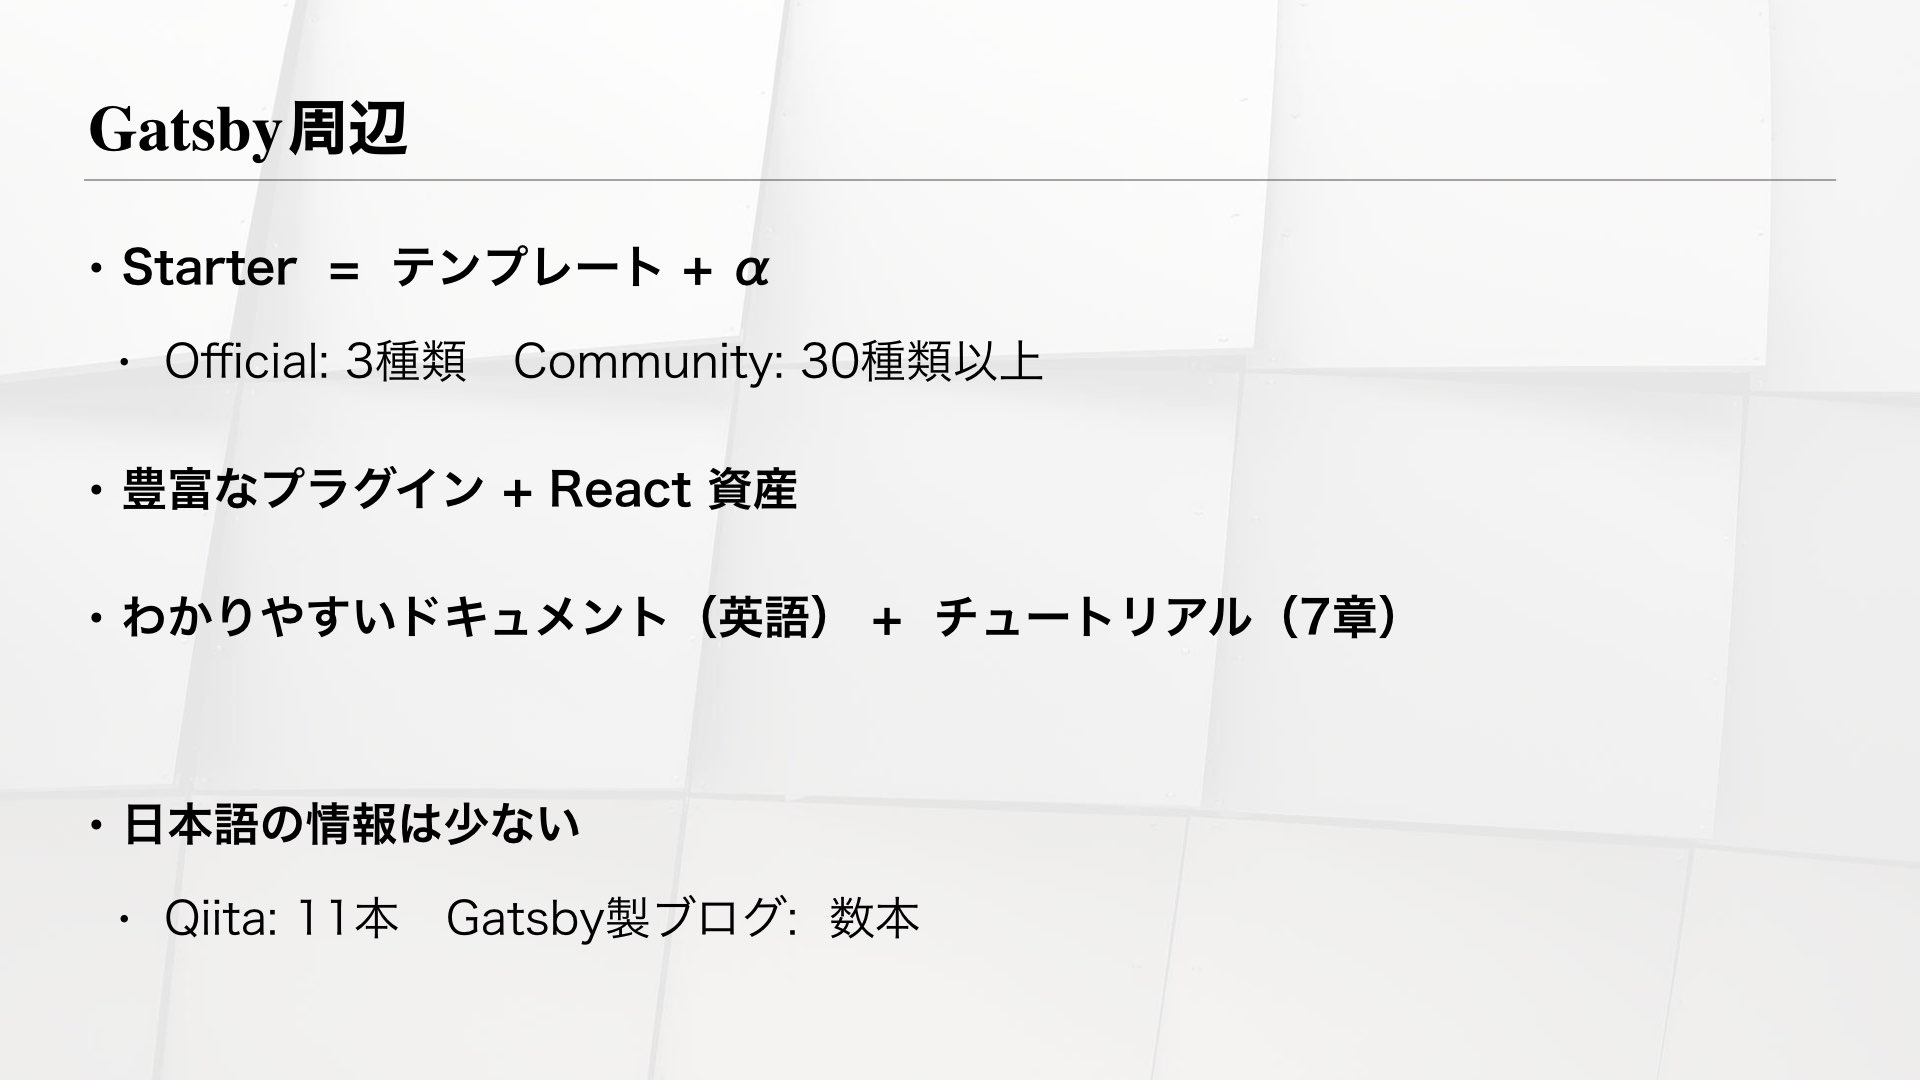 Gatsby周辺
・Starter = テンプレート + α
・Official: 3種類　Community: 30種類以上
・豊富なプラグイン + React 資産
・わかりやすいドキュメント（英語） + チュートリアル（7章）
・日本語の情報は少ない
・Qiita: 11本　Gatsby製ブログ: 数本